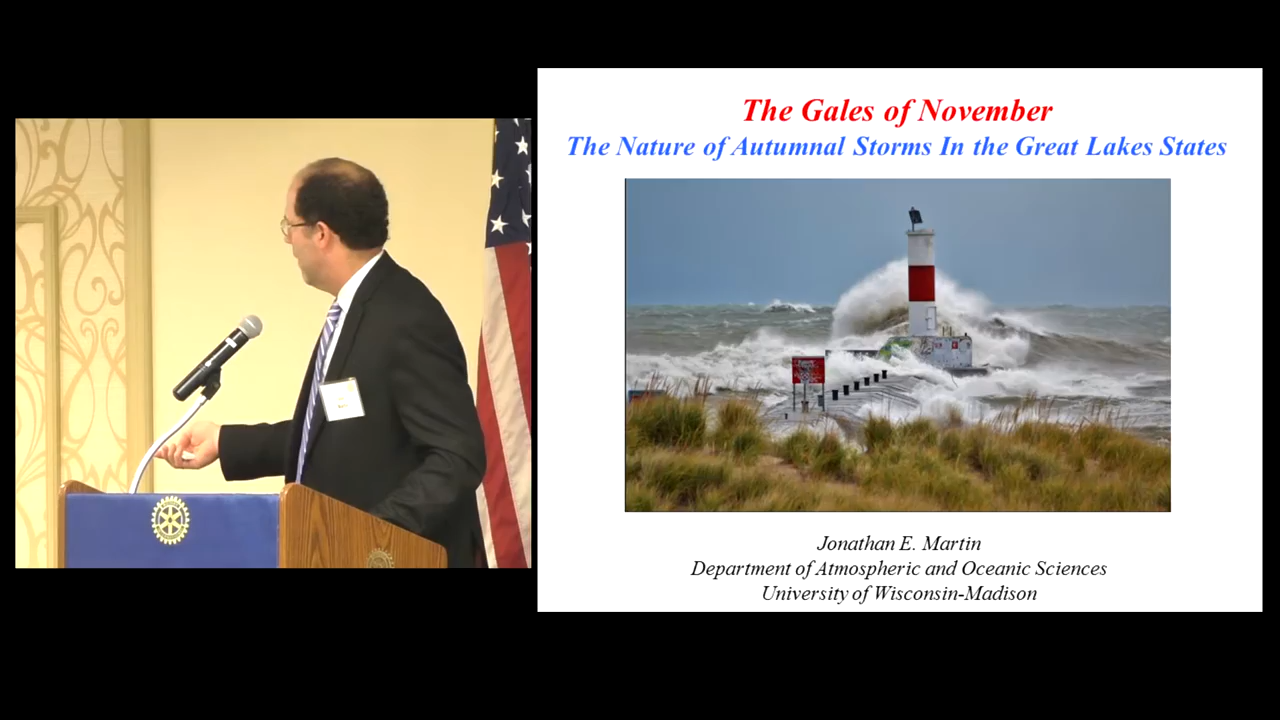 The Gales of November
The Nature of Autumnal Storms In the Great Lakes States
Jonathan E. Martin
Department of Atmospheric and Oceanic Sciences
University of Wisconsin-Madison